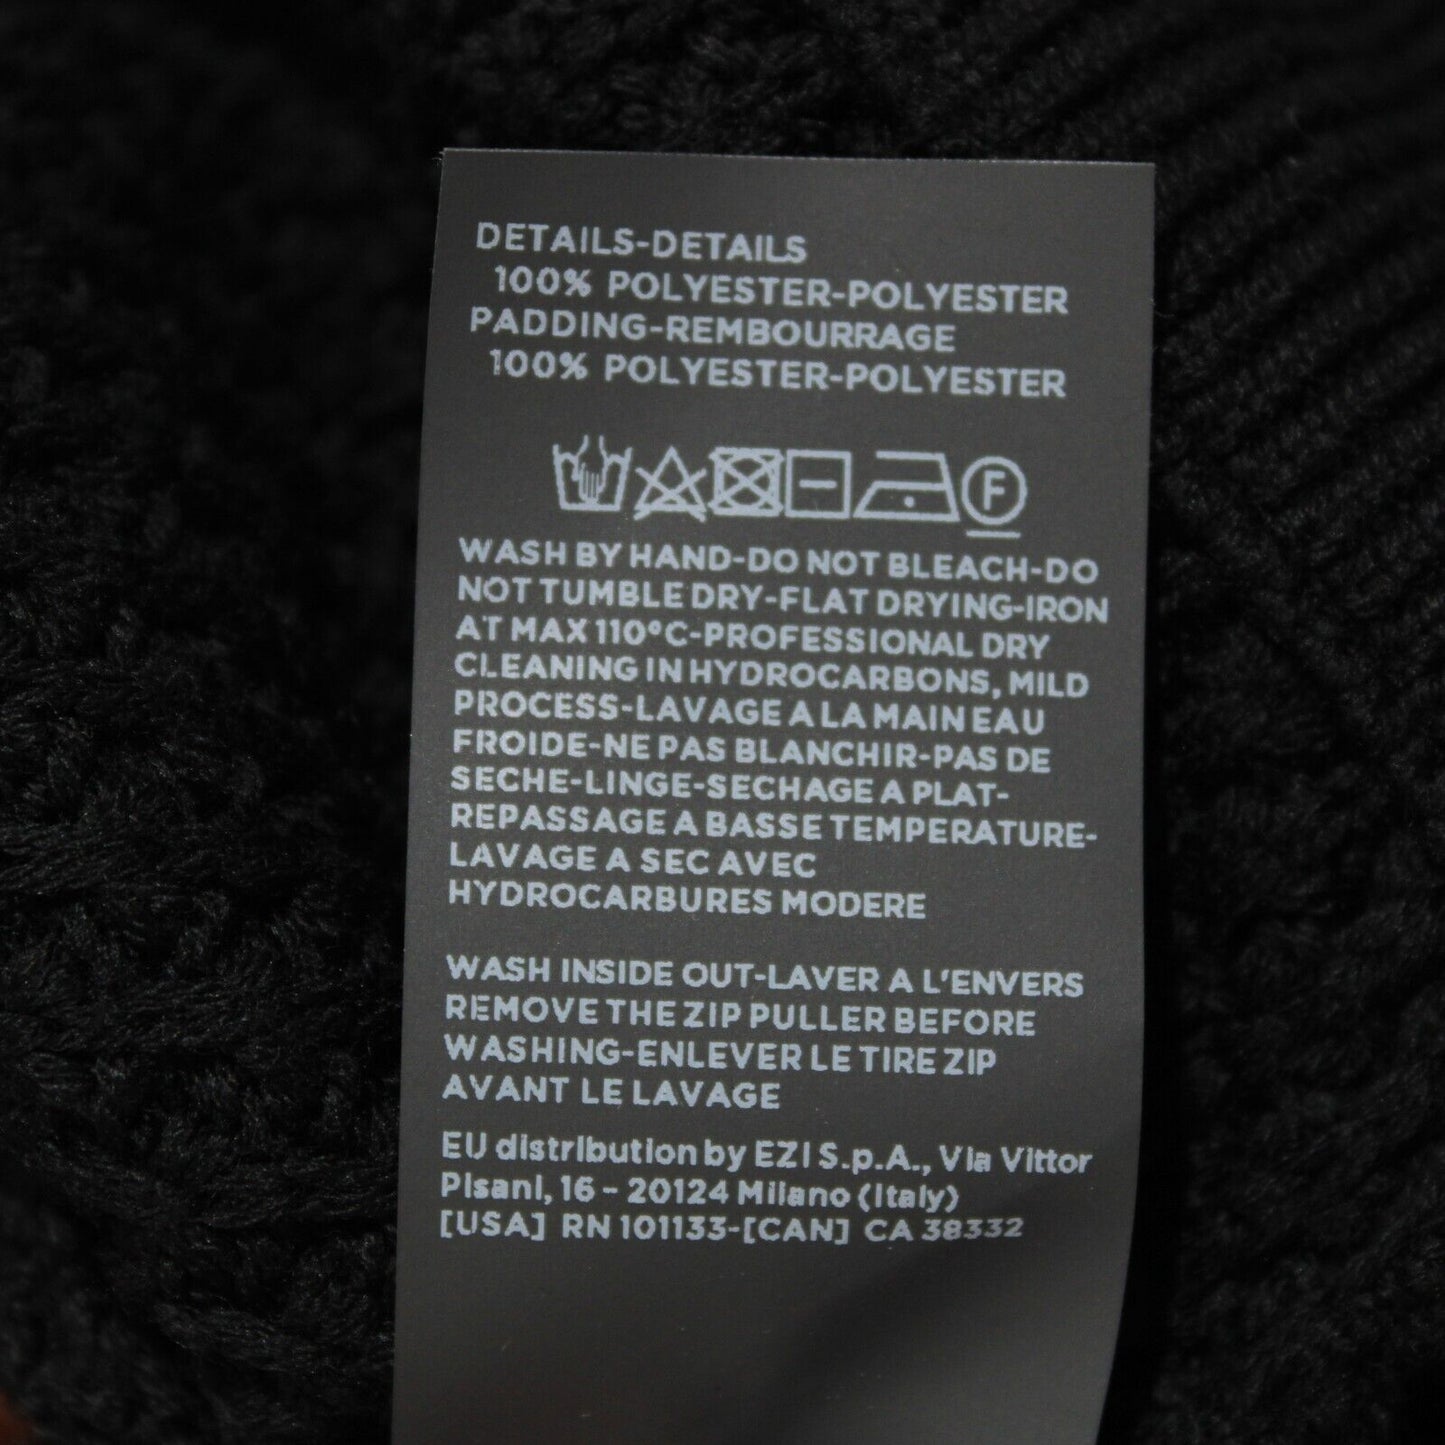 DETAILS-DETAILS
100% POLYESTER-POLYESTER
PADDING-REMBOURRAGE
100% POLYESTER-POLYESTER
F
WASH BY HAND-DO NOT BLEACH-DO
NOT TUMBLE DRY-FLAT DRYING-IRON
AT MAX 110°C-PROFESSIONAL DRY
CLEANING IN HYDROCARBONS, MILD
PROCESS-LAVAGE A LA MAIN EAU
FROIDE-NE PAS BLANCHIR-PAS DE
SECHE-LINGE-SECHAGE A PLAT-
REPASSAGE A BASSE TEMPERATURE-
LAVAGE A SEC AVEC
HYDROCARBURES MODERE
WASH INSIDE OUT-LAVER A L'ENVERS
REMOVE THE ZIP PULLER BEFORE
WASHING-ENLEVER LE TIRE ZIP
AVANT LE LAVAGE
EU distribution by EZI S.p.A., Via Vittor
Pisani, 16 - 20124 Milano (Italy)
[USA] RN 101133-[CAN] CA 38332